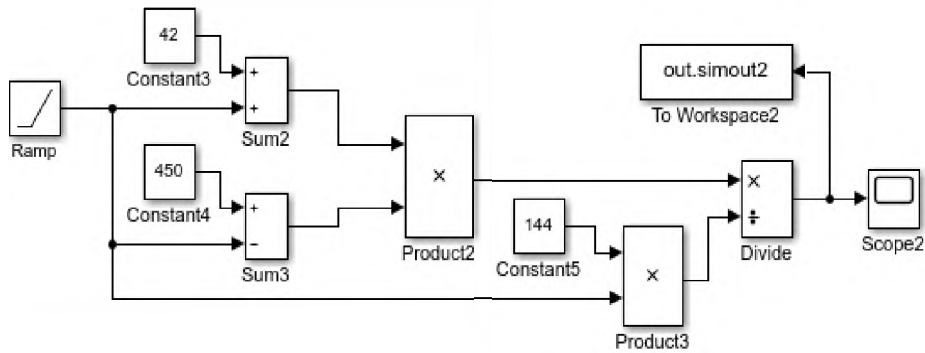 42
Constant3
+
+
Sum2
Ramp
450
Constant4
+
−
Sum3
×
Product2
144
Constant5
×
Product3
out.simout2
To Workspace2
×
÷
Divide
Scope2